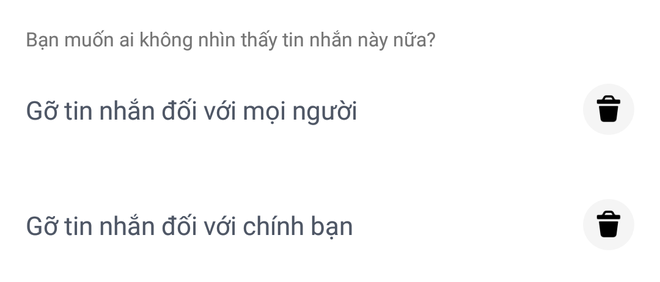 Bạn muốn ai không nhìn thấy tin nhắn này nữa?
Gỡ tin nhắn đối với mọi người
Gỡ tin nhắn đối với chính bạn